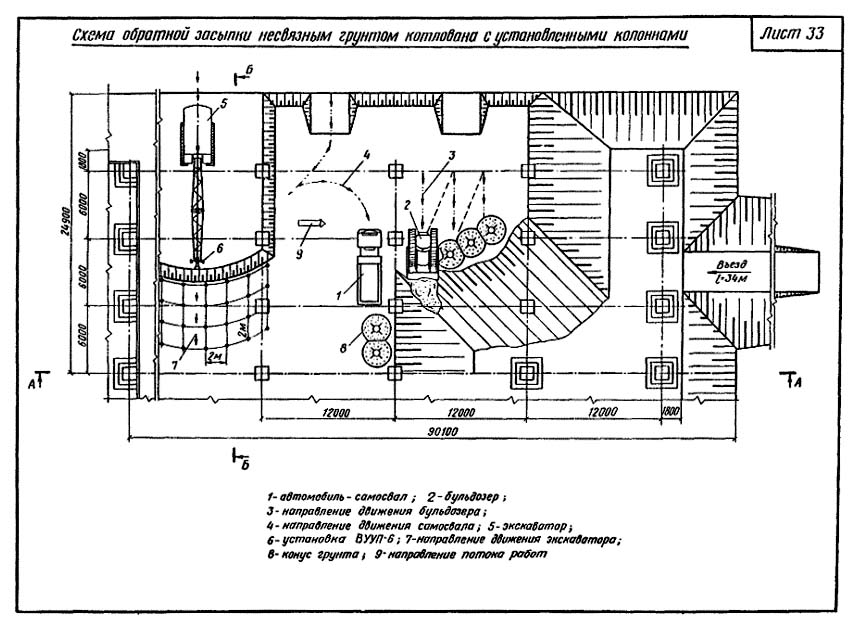 Схема обратной засыпки несвязным грунтом котлована с установленными колоннами
Лист 33
Б
5
24900
1800
6000
6000
6000
4
3
2
9
6
1
8
7
2м
2м
Въезд
l=34м
А
А
12000
12000
12000
1800
90100
Б
1- автомобиль-самосвал; 2-бульдозер;
3- направление движения бульдозера;
4- направление движения самосвала; 5-экскаватор;
6- установка ВУУП-6; 7-направление движения экскаватора;
8- конус грунта; 9-направление потока работ